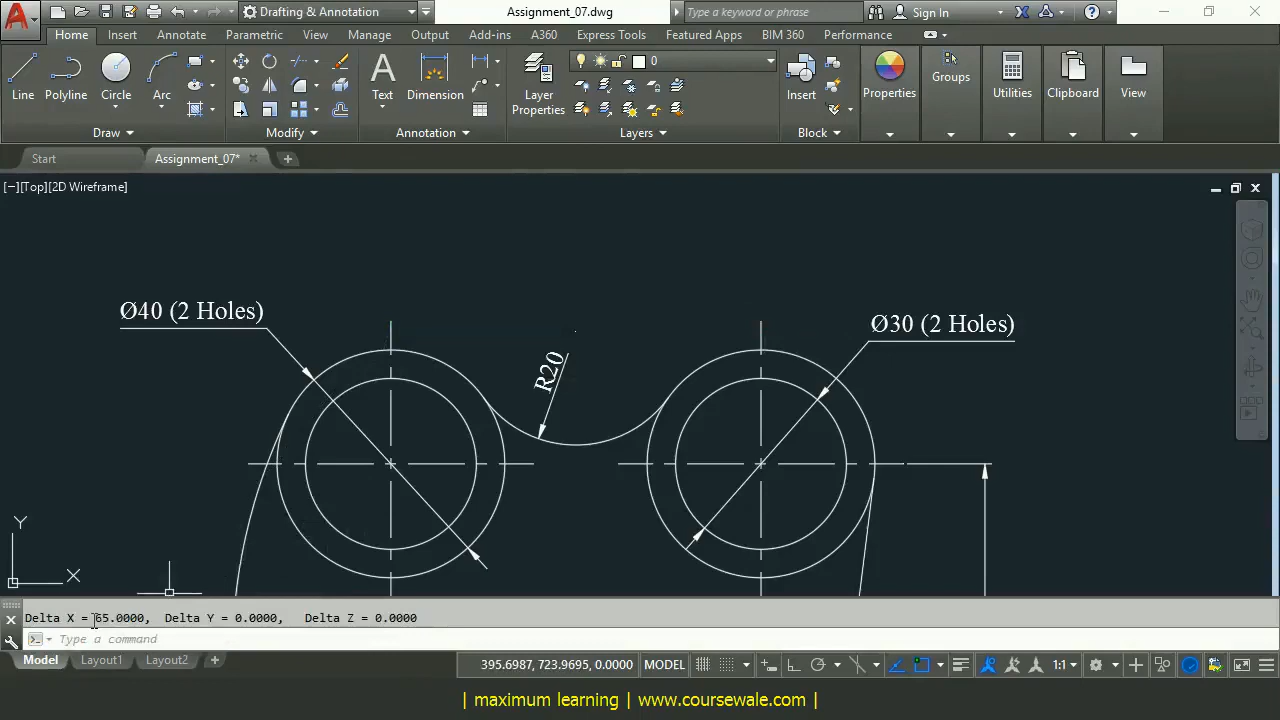 A Drafting & Annotation Assignment_07.dwg Type a keyword or phrase Sign In
Home Insert Annotate Parametric View Manage Output Add-ins A360 Express Tools Featured Apps BIM 360 Performance
0
Line Polyline Circle Arc Text Dimension Layer Properties Insert Properties Groups Utilities Clipboard View
Draw Modify Annotation Layers Block
Start Assignment_07*
[−][Top][2D Wireframe]
Ø40 (2 Holes)
R20
Ø30 (2 Holes)
Y
X
Delta X = 65.0000, Delta Y = 0.0000, Delta Z = 0.0000
Type a command
Model Layout1 Layout2 + 395.6987, 723.9695, 0.0000 MODEL 1:1
| maximum learning | www.coursewale.com |